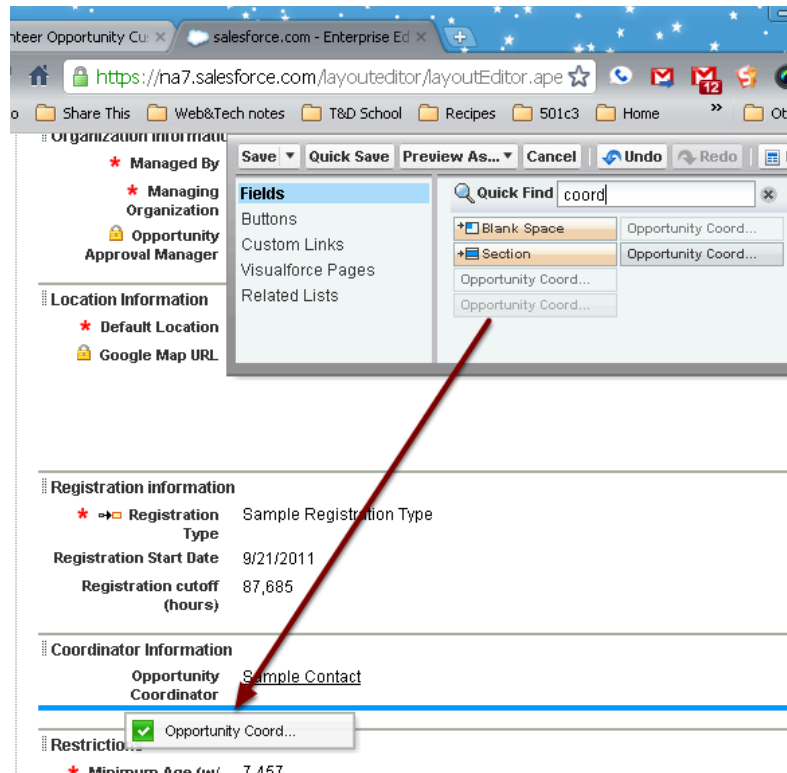 nteer Opportunity Cu
salesforce.com - Enterprise Ed
https://na7.salesforce.com/layouteditor/layoutEditor.ape
12
Share This
Web&Tech notes
T&D School
Recipes
501c3
Home
»
Ot
Organization Informatio
* Managed By
* Managing
Organization
Opportunity
Approval Manager
Save
Quick Save
Preview As...
Cancel
Undo
Redo
Fields
Buttons
Custom Links
Visualforce Pages
Related Lists
Quick Find coord
Blank Space
Opportunity Coord...
Section
Opportunity Coord...
Opportunity Coord...
Opportunity Coord...
Location Information
* Default Location
Google Map URL
Registration information
* Registration Sample Registration Type
Type
Registration Start Date 9/21/2011
Registration cutoff 87,685
(hours)
Coordinator Information
Opportunity Sample Contact
Coordinator
Opportunity Coord...
Restriction
* Minimum Age (w/ 7,457